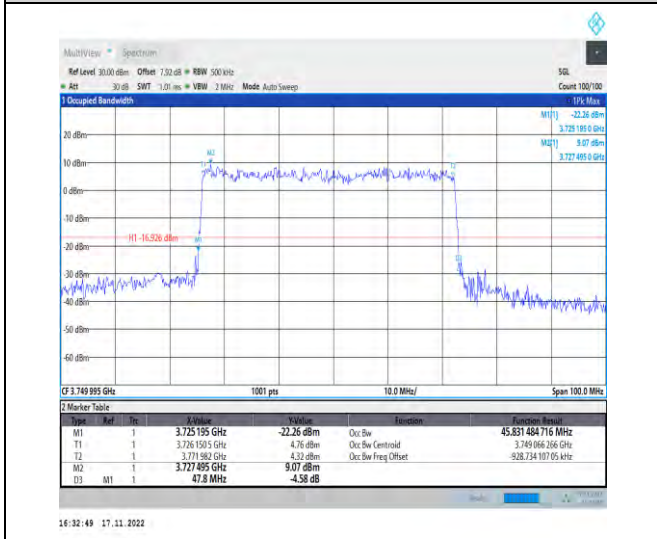 MultiView Spectrum
Ref Level 30.00 dBm Offset 7.92 dB RBW 500 kHz SGL
Att 30 dB SWT 1.01 ms VBW 2 MHz Mode Auto Sweep Count 100/100
1 Occupied Bandwidth 1Pk Max
M1[1] -22.26 dBm
3.725 195 0 GHz
M2[1] 9.07 dBm
3.727 495 0 GHz
20 dBm
M2
10 dBm
T1 T2
0 dBm
-10 dBm
H1 -16.926 dBm M1
-20 dBm
D3
-30 dBm
-40 dBm
-50 dBm
-60 dBm
CF 3.749 995 GHz 1001 pts 10.0 MHz/ Span 100.0 MHz
2 Marker Table
Type Ref Trc X-Value Y-Value Function Function Result
M1 1 3.725 195 GHz -22.26 dBm Occ Bw 45.831 484 716 MHz
T1 1 3.726 150 5 GHz 4.76 dBm Occ Bw Centroid 3.749 066 266 GHz
T2 1 3.771 982 GHz 4.32 dBm Occ Bw Freq Offset -928.734 107 05 kHz
M2 1 3.727 495 GHz 9.07 dBm
D3 M1 1 47.8 MHz -4.58 dB
16:32:49 17.11.2022